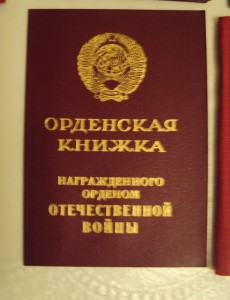 ОРДЕНСКАЯ
КНИЖКА
НАГРАЖДЕННОГО
ОРДЕНОМ
ОТЕЧЕСТВЕННОЙ
ВОЙНЫ